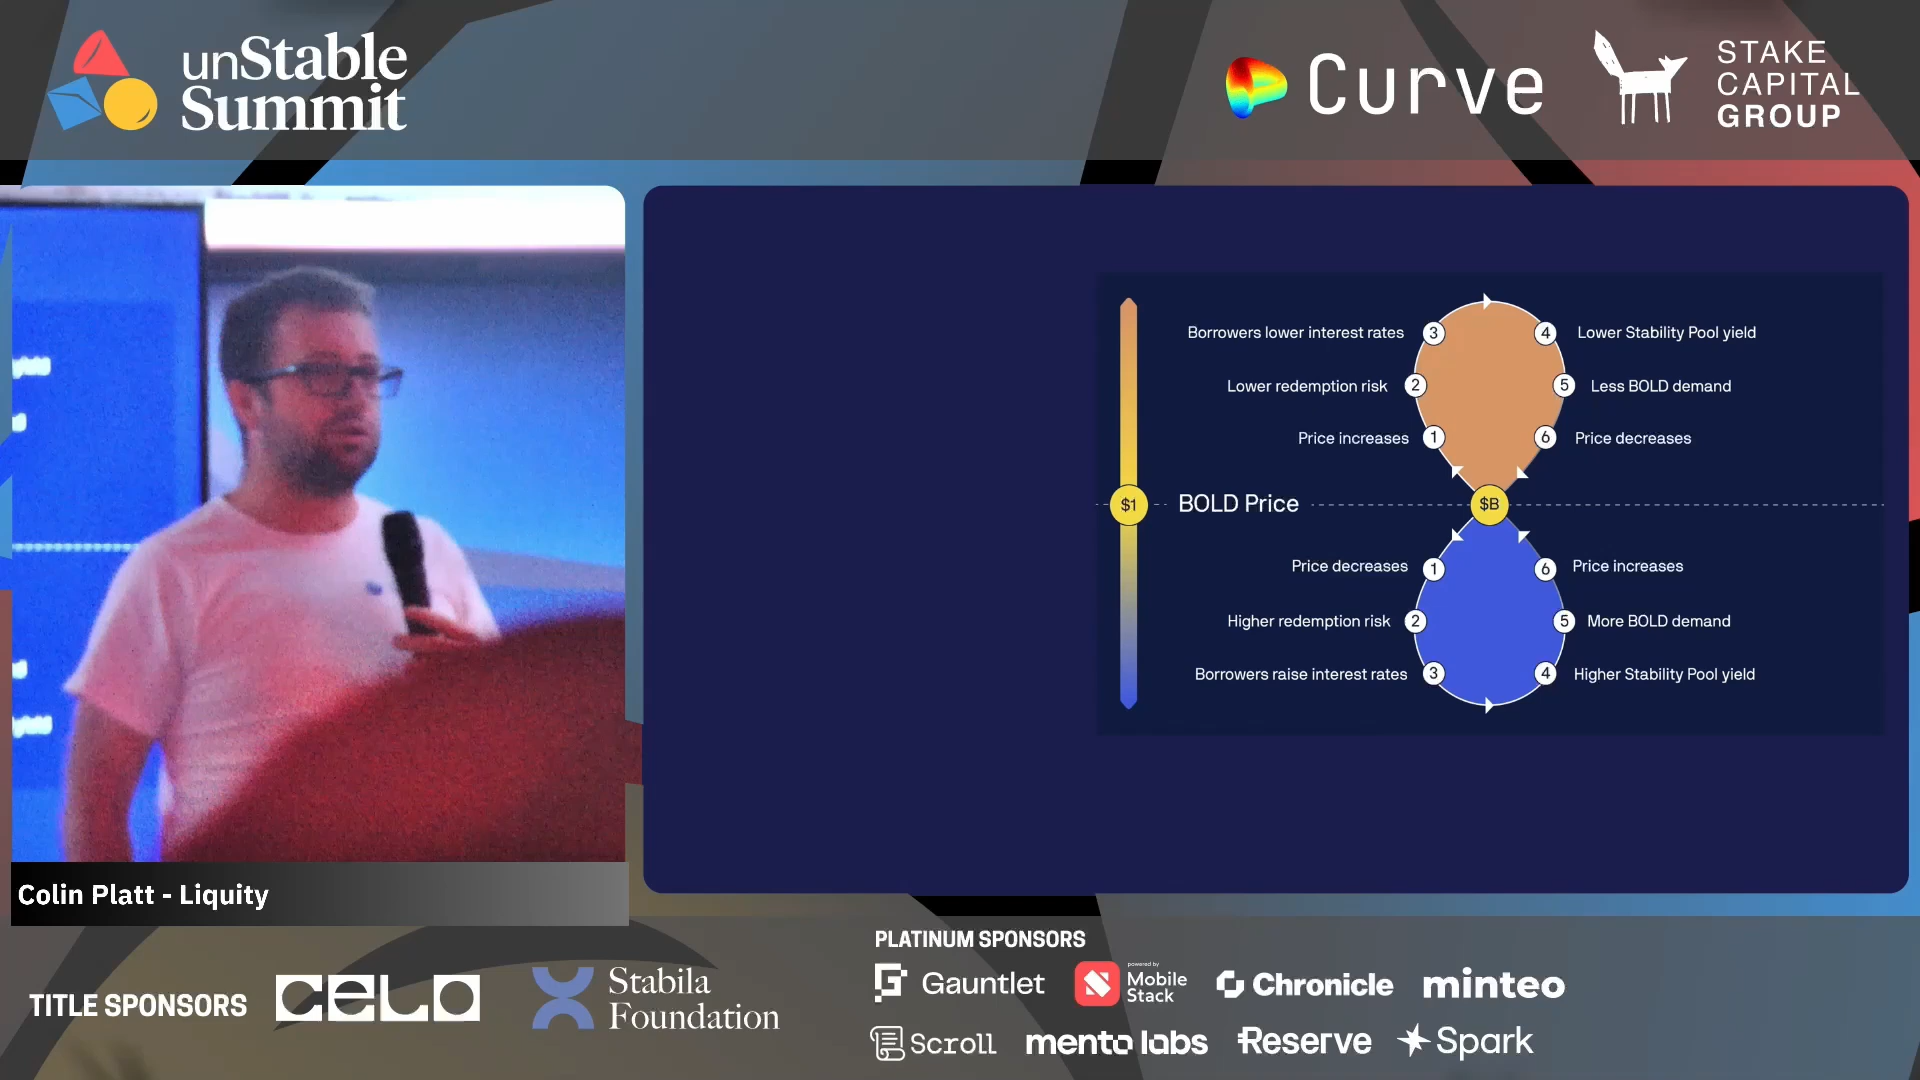 unStable
Summit
Curve
STAKE
CAPITAL
GROUP
Borrowers lower interest rates 3
4 Lower Stability Pool yield
Lower redemption risk 2
5 Less BOLD demand
Price increases 1
6 Price decreases
$1
BOLD Price
$B
Price decreases 1
6 Price increases
Higher redemption risk 2
5 More BOLD demand
Borrowers raise interest rates 3
4 Higher Stability Pool yield
Colin Platt - Liquity
TITLE SPONSORS
CELO
Stabila
Foundation
PLATINUM SPONSORS
Gauntlet
powered by
Mobile
Stack
Chronicle
minteo
Scroll
mento labs
Reserve
Spark